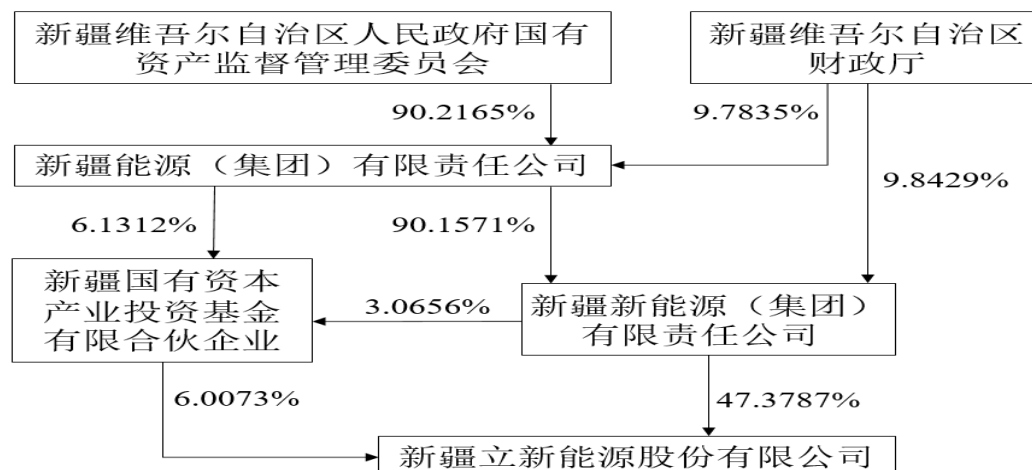 新疆维吾尔自治区人民政府国有
资产监督管理委员会
新疆维吾尔自治区
财政厅
90.2165%
9.7835%
新疆能源（集团）有限责任公司
9.8429%
6.1312%
90.1571%
新疆国有资本
产业投资基金
有限合伙企业
3.0656%
新疆新能源（集团）
有限责任公司
6.0073%
47.3787%
新疆立新能源股份有限公司